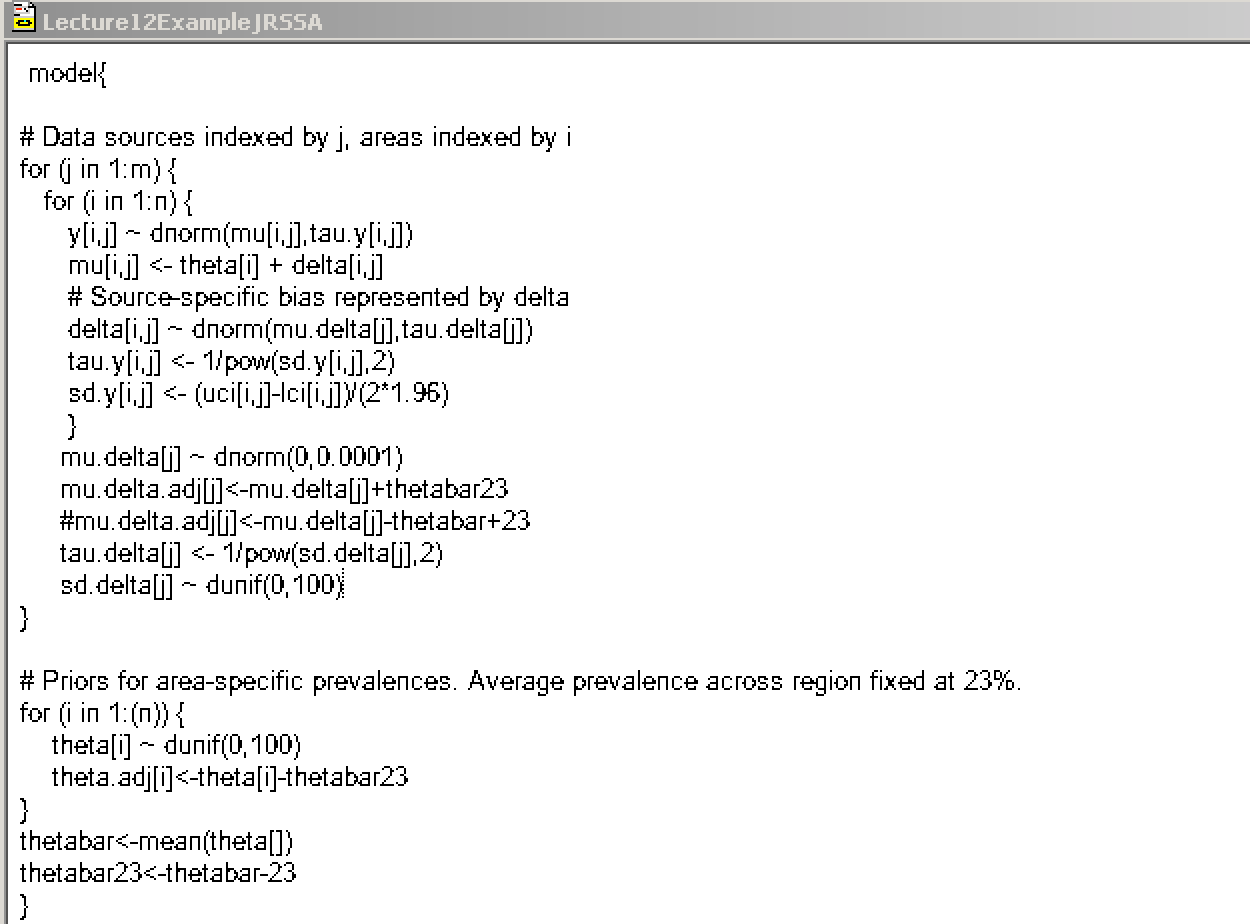 Lecture12ExampleJRSSA
model{
# Data sources indexed by j, areas indexed by i
for (j in 1:m) {
for (i in 1:n) {
y[i,j] ~ dnorm(mu[i,j],tau.y[i,j])
mu[i,j] <- theta[i] + delta[i,j]
# Source-specific bias represented by delta
delta[i,j] ~ dnorm(mu.delta[j],tau.delta[j])
tau.y[i,j] <- 1/pow(sd.y[i,j],2)
sd.y[i,j] <- (uci[i,j]-lci[i,j])/(2*1.96)
}
mu.delta[j] ~ dnorm(0,0.0001)
mu.delta.adj[j]<-mu.delta[j]+thetabar23
#mu.delta.adj[j]<-mu.delta[j]-thetabar+23
tau.delta[j] <- 1/pow(sd.delta[j],2)
sd.delta[j] ~ dunif(0,100)
}
# Priors for area-specific prevalences. Average prevalence across region fixed at 23%.
for (i in 1:(n)) {
theta[i] ~ dunif(0,100)
theta.adj[i]<-theta[i]-thetabar23
}
thetabar<-mean(theta[])
thetabar23<-thetabar-23
}